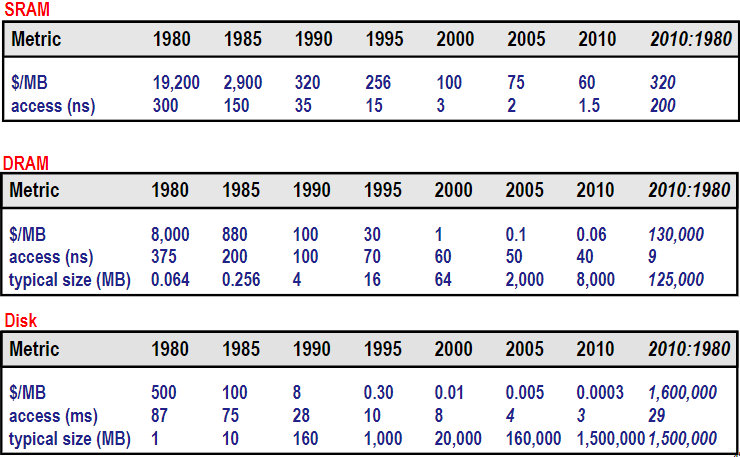 SRAM
Metric 1980 1985 1990 1995 2000 2005 2010 2010:1980
$/MB 19,200 2,900 320 256 100 75 60 320
access (ns) 300 150 35 15 3 2 1.5 200
DRAM
Metric 1980 1985 1990 1995 2000 2005 2010 2010:1980
$/MB 8,000 880 100 30 1 0.1 0.06 130,000
access (ns) 375 200 100 70 60 50 40 9
typical size (MB) 0.064 0.256 4 16 64 2,000 8,000 125,000
Disk
Metric 1980 1985 1990 1995 2000 2005 2010 2010:1980
$/MB 500 100 8 0.30 0.01 0.005 0.0003 1,600,000
access (ms) 87 75 28 10 8 4 3 29
typical size (MB) 1 10 160 1,000 20,000 160,000 1,500,000 1,500,000